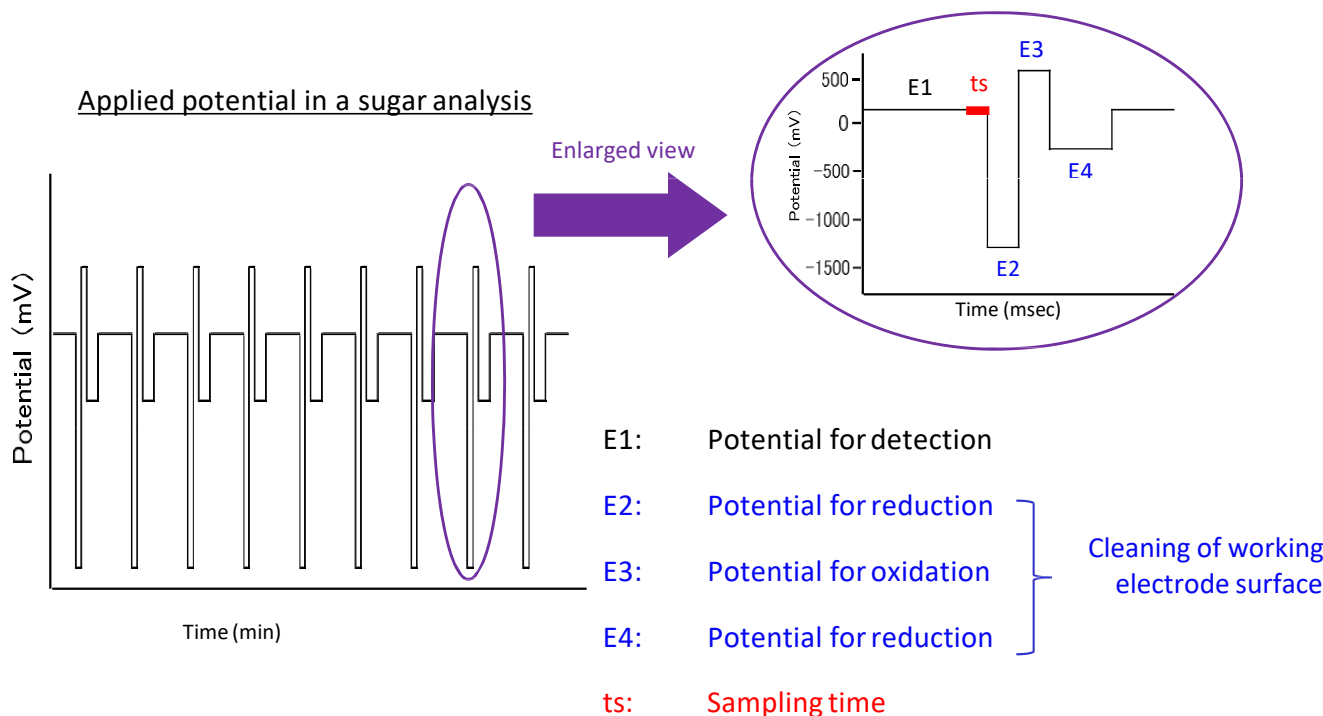 Applied potential in a sugar analysis
Potential (mV)
Time (min)
Enlarged view
E3
500
E1
ts
0
−500
E4
−1000
E2
−1500
Potential (mV)
Time (msec)
E1: Potential for detection
E2: Potential for reduction
E3: Potential for oxidation
E4: Potential for reduction
Cleaning of working
electrode surface
ts: Sampling time